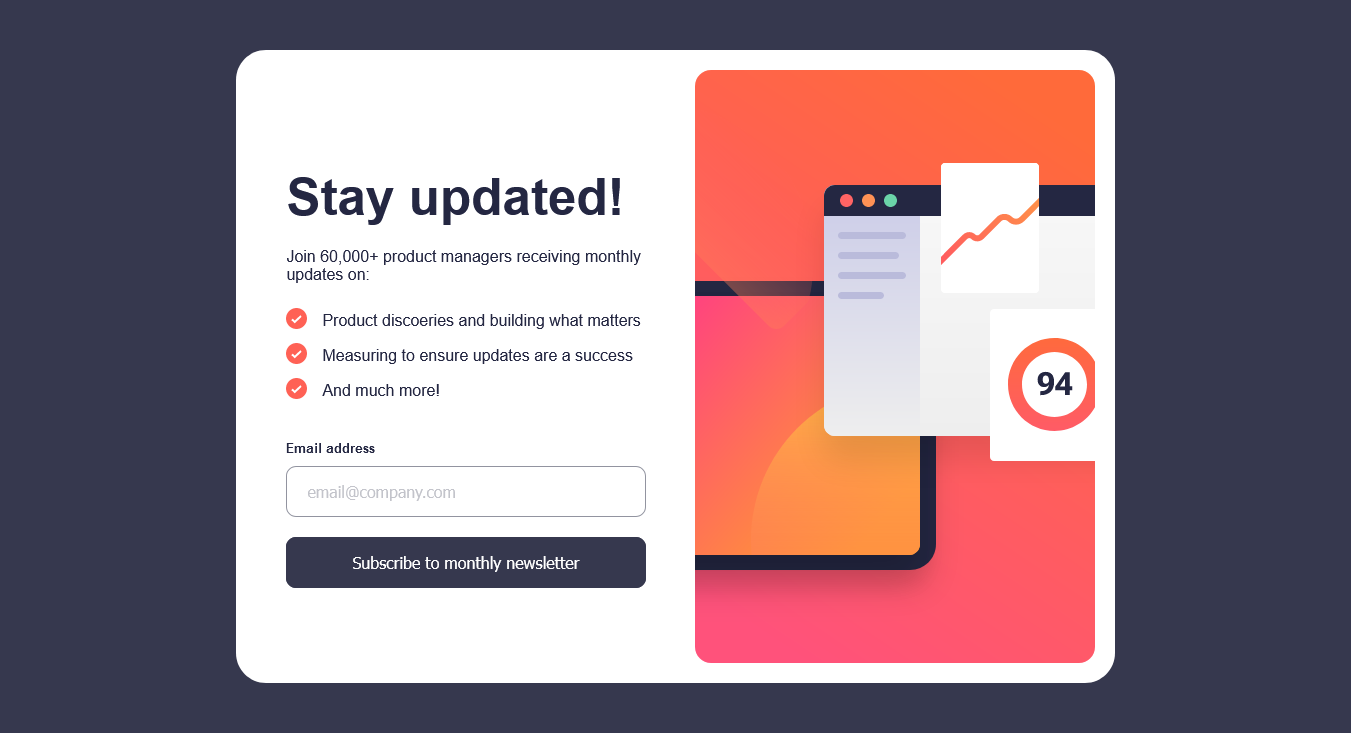 Stay updated!
Join 60,000+ product managers receiving monthly
updates on:
Product discoeries and building what matters
Measuring to ensure updates are a success
And much more!
Email address
email@company.com
Subscribe to monthly newsletter
94